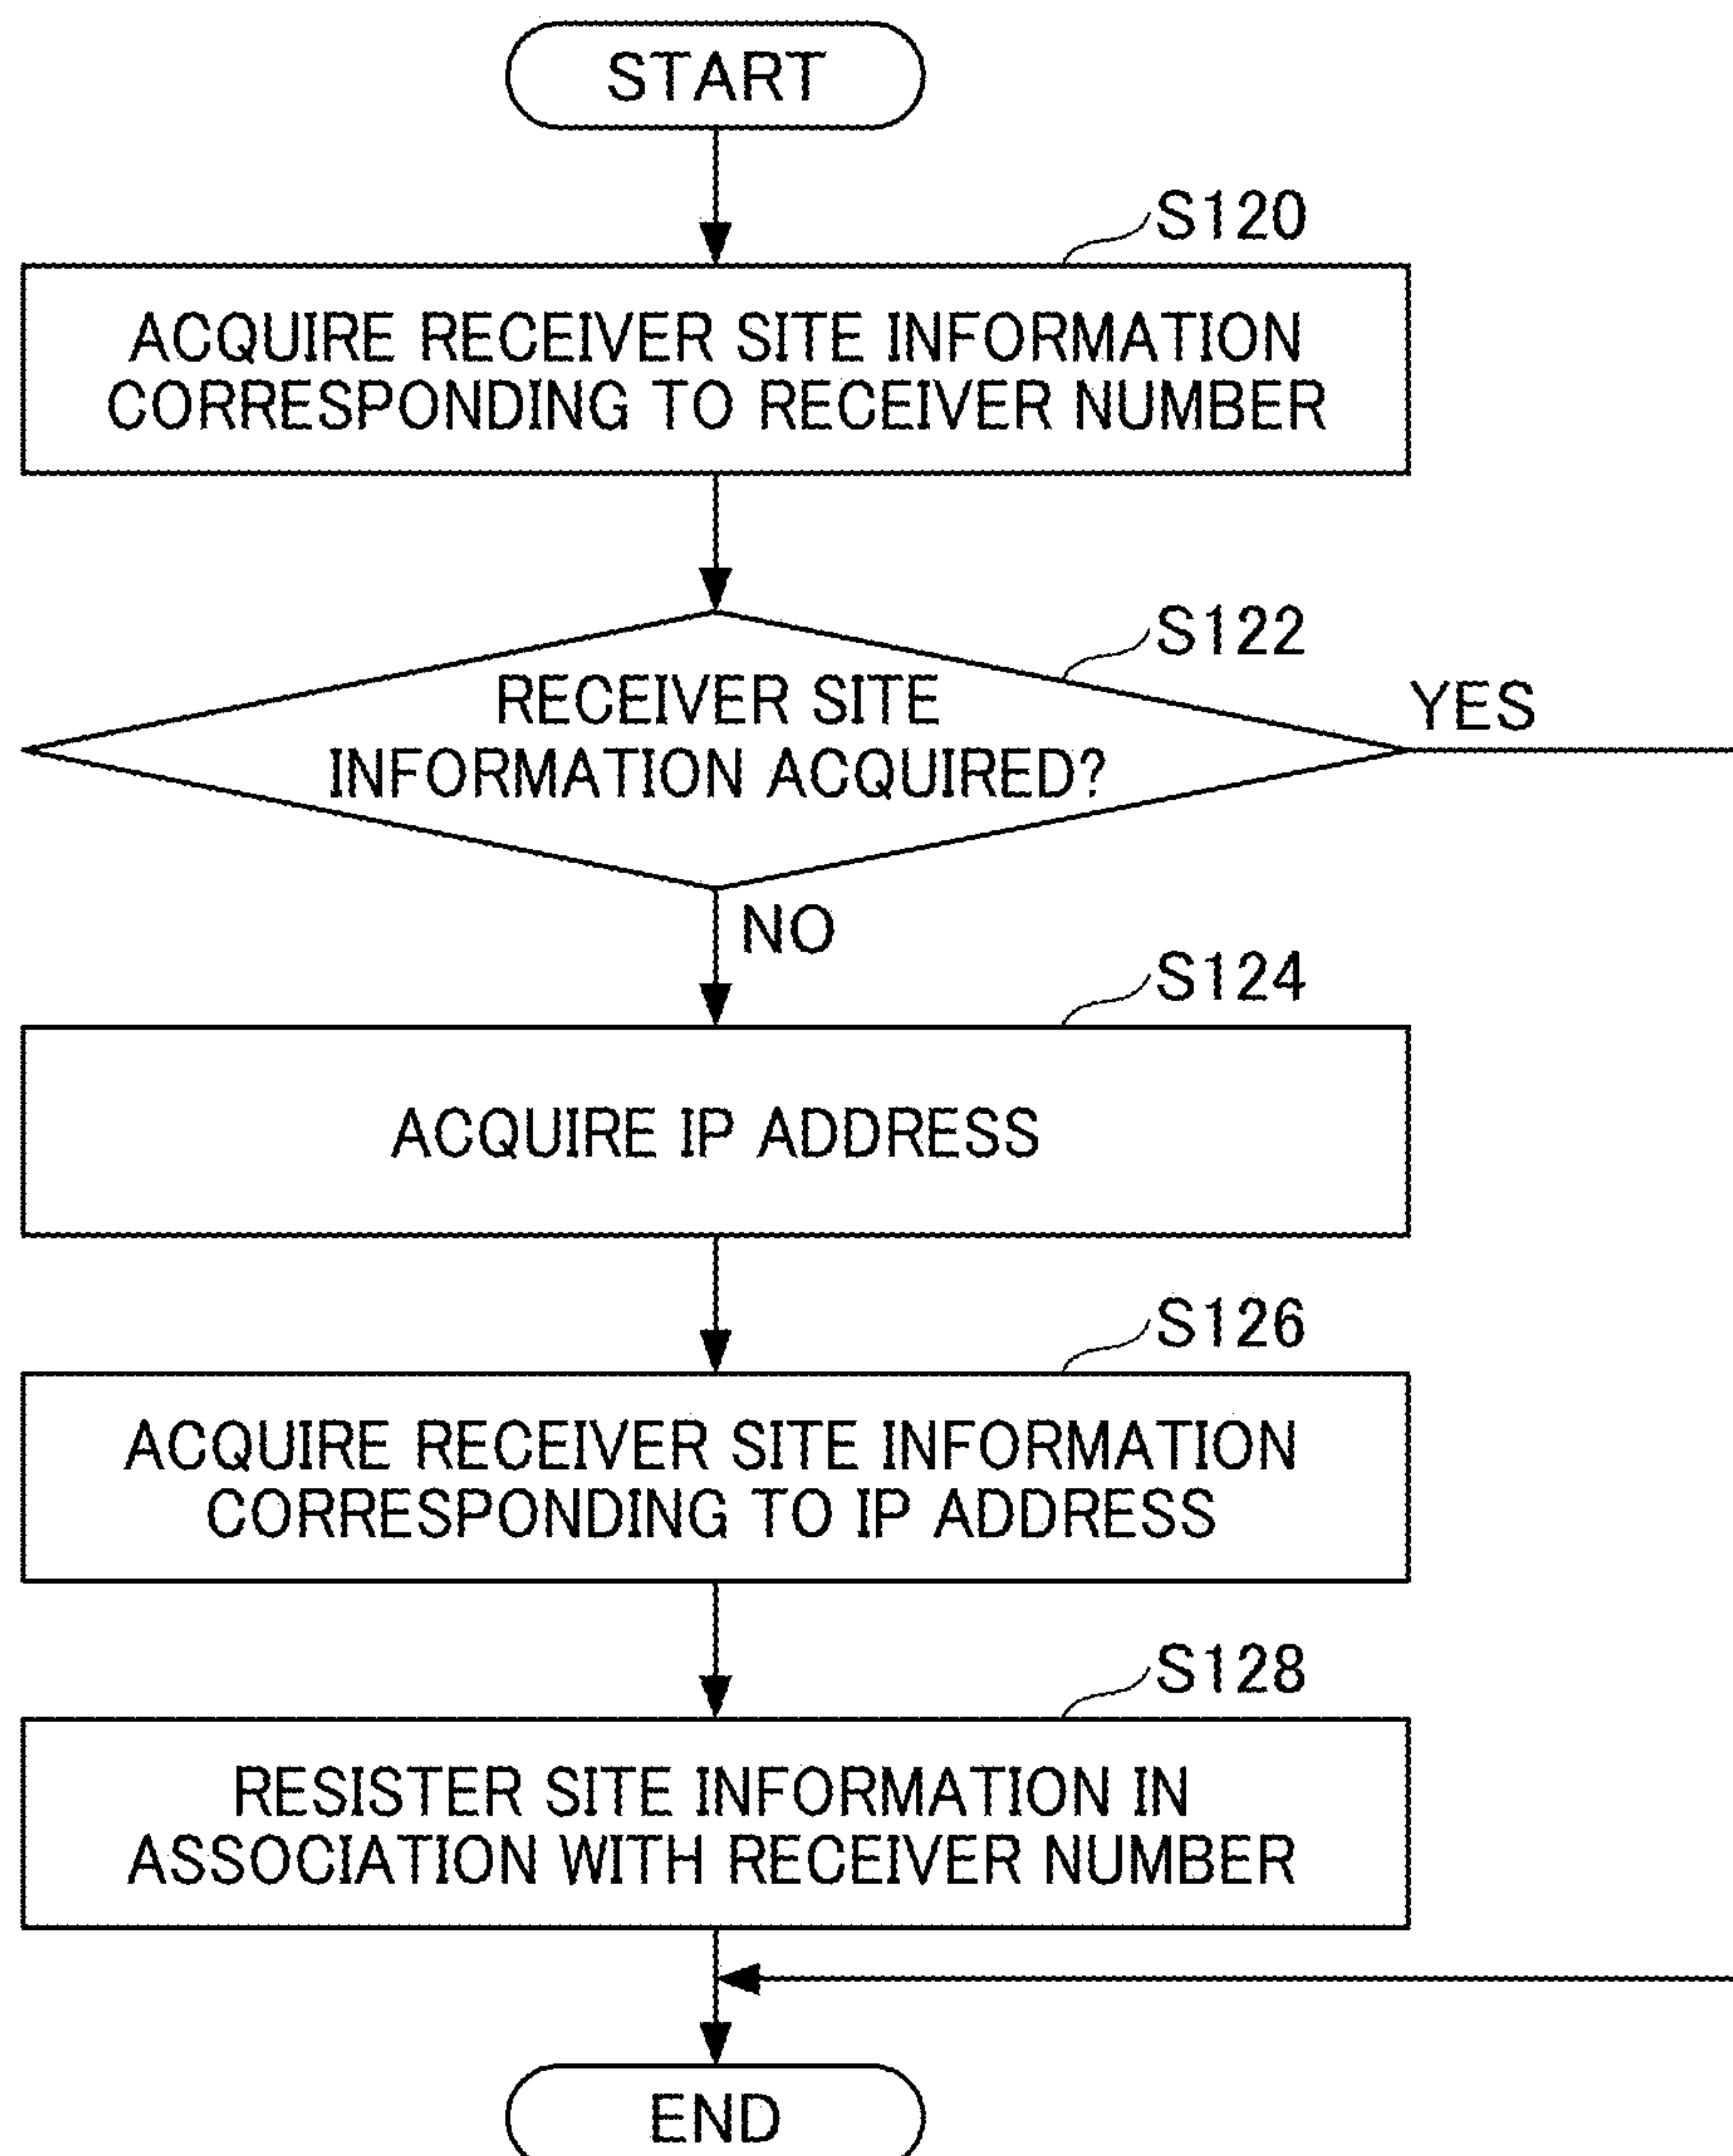 START
S120
ACQUIRE RECEIVER SITE INFORMATION
CORRESPONDING TO RECEIVER NUMBER
S122
RECEIVER SITE
INFORMATION ACQUIRED?
YES
NO
S124
ACQUIRE IP ADDRESS
S126
ACQUIRE RECEIVER SITE INFORMATION
CORRESPONDING TO IP ADDRESS
S128
RESISTER SITE INFORMATION IN
ASSOCIATION WITH RECEIVER NUMBER
END